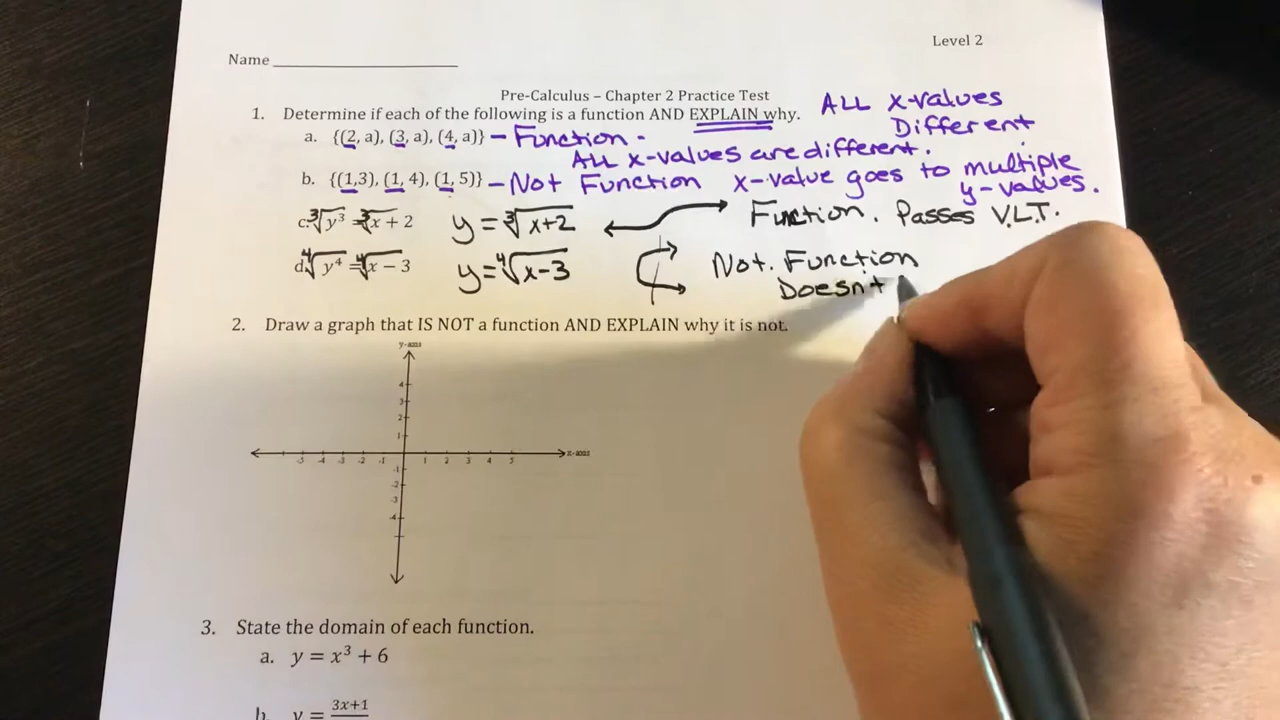 Level 2
Name
Pre-Calculus – Chapter 2 Practice Test
1. Determine if each of the following is a function AND EXPLAIN why. ALL x-values Different
a. {(2, a), (3, a), (4, a)} – Function - ALL x-values are different.
b. {(1,3), (1, 4), (1, 5)} – Not Function x-value goes to multiple y-values.
c. ∛y³ = ∛x + 2 y = ∛x+2 Function. Passes V.L.T.
d. ∜y⁴ = ∜x – 3 y = ∜x-3 Not. Function
Doesnt
2. Draw a graph that IS NOT a function AND EXPLAIN why it is not.
y-axis
4
3
2
1
-5 -4 -3 -2 -1 1 2 3 4 5 x-axis
-1
-2
-3
-4
3. State the domain of each function.
a. y = x³ + 6
b. y = 3x+1